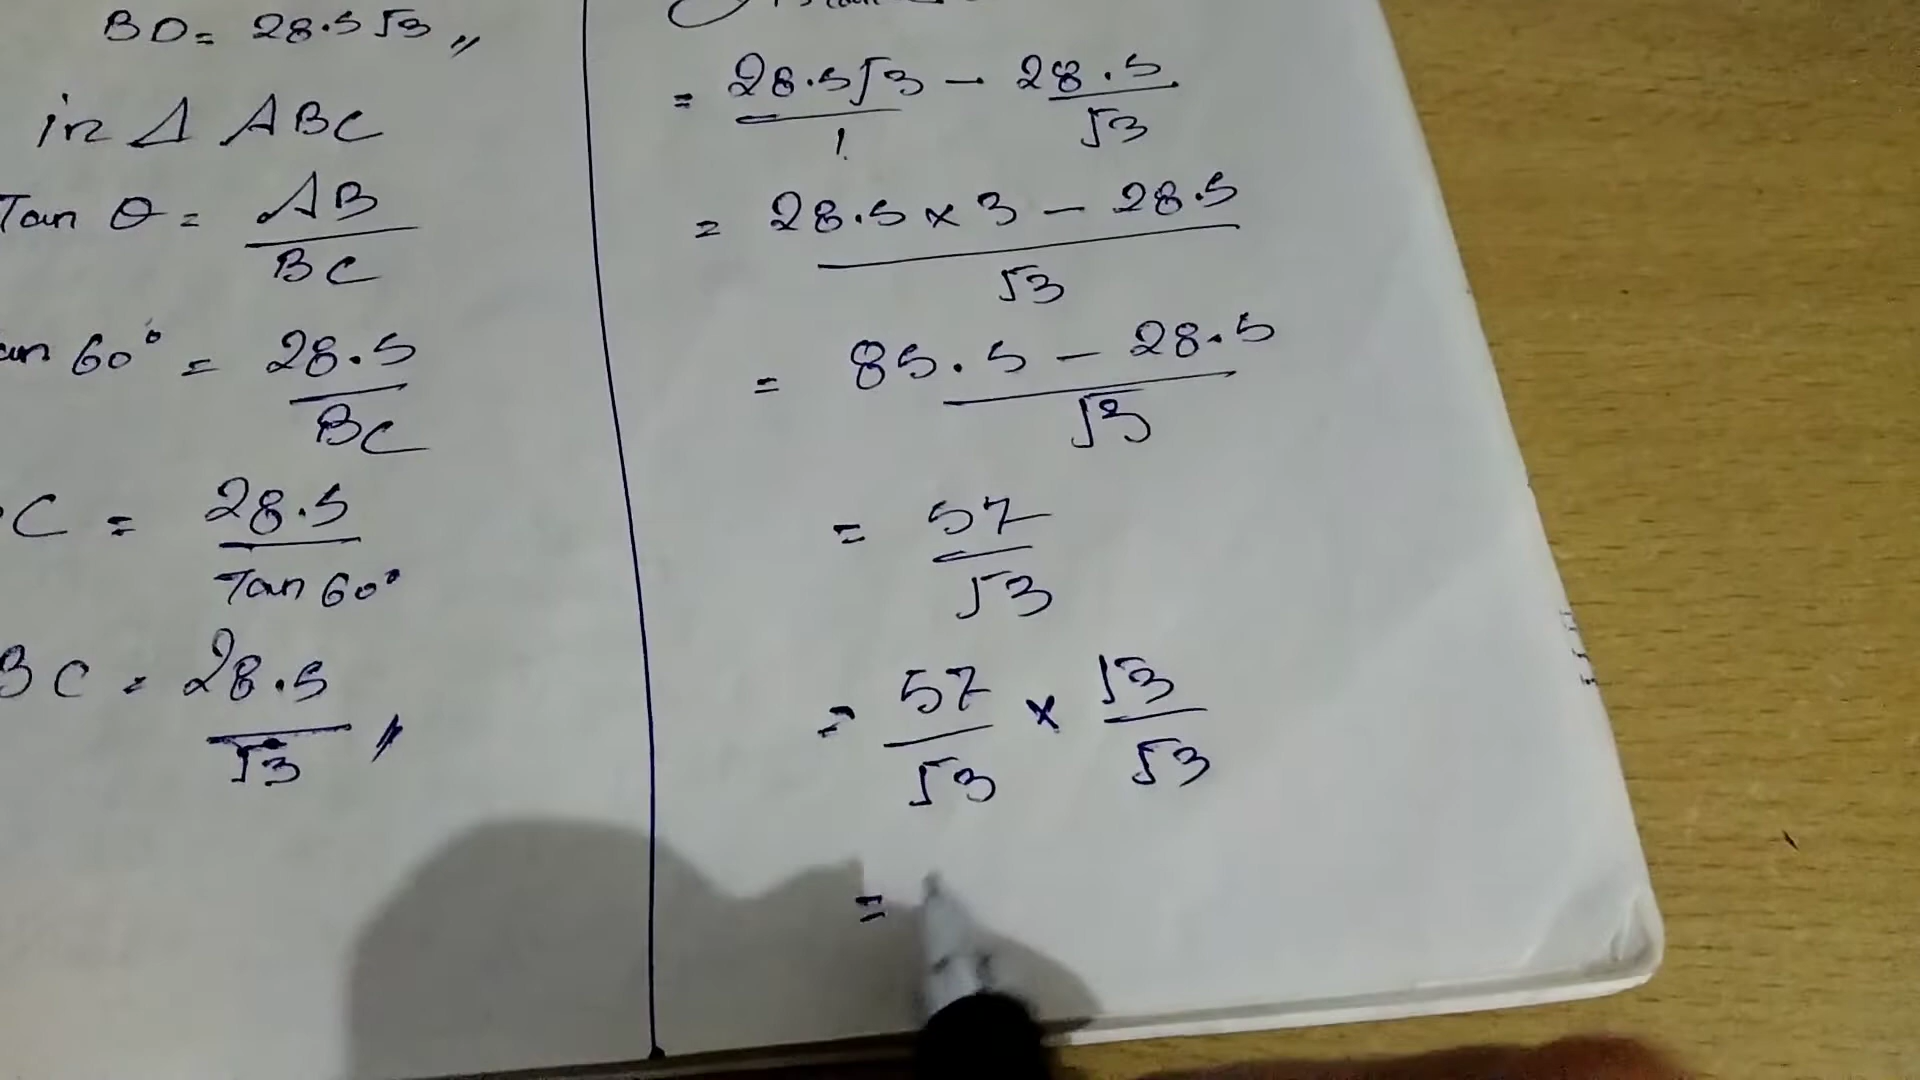 BD = 28.5√3 „
in Δ ABC
Tan θ = AB / BC
an 60° = 28.5 / BC
C = 28.5 / Tan 60°
BC = 28.5 / √3 „
= 28.5√3 / 1 - 28.5 / √3
= 28.5 × 3 - 28.5 / √3
= 85.5 - 28.5 / √3
= 57 / √3
= 57 / √3 × √3 / √3
=